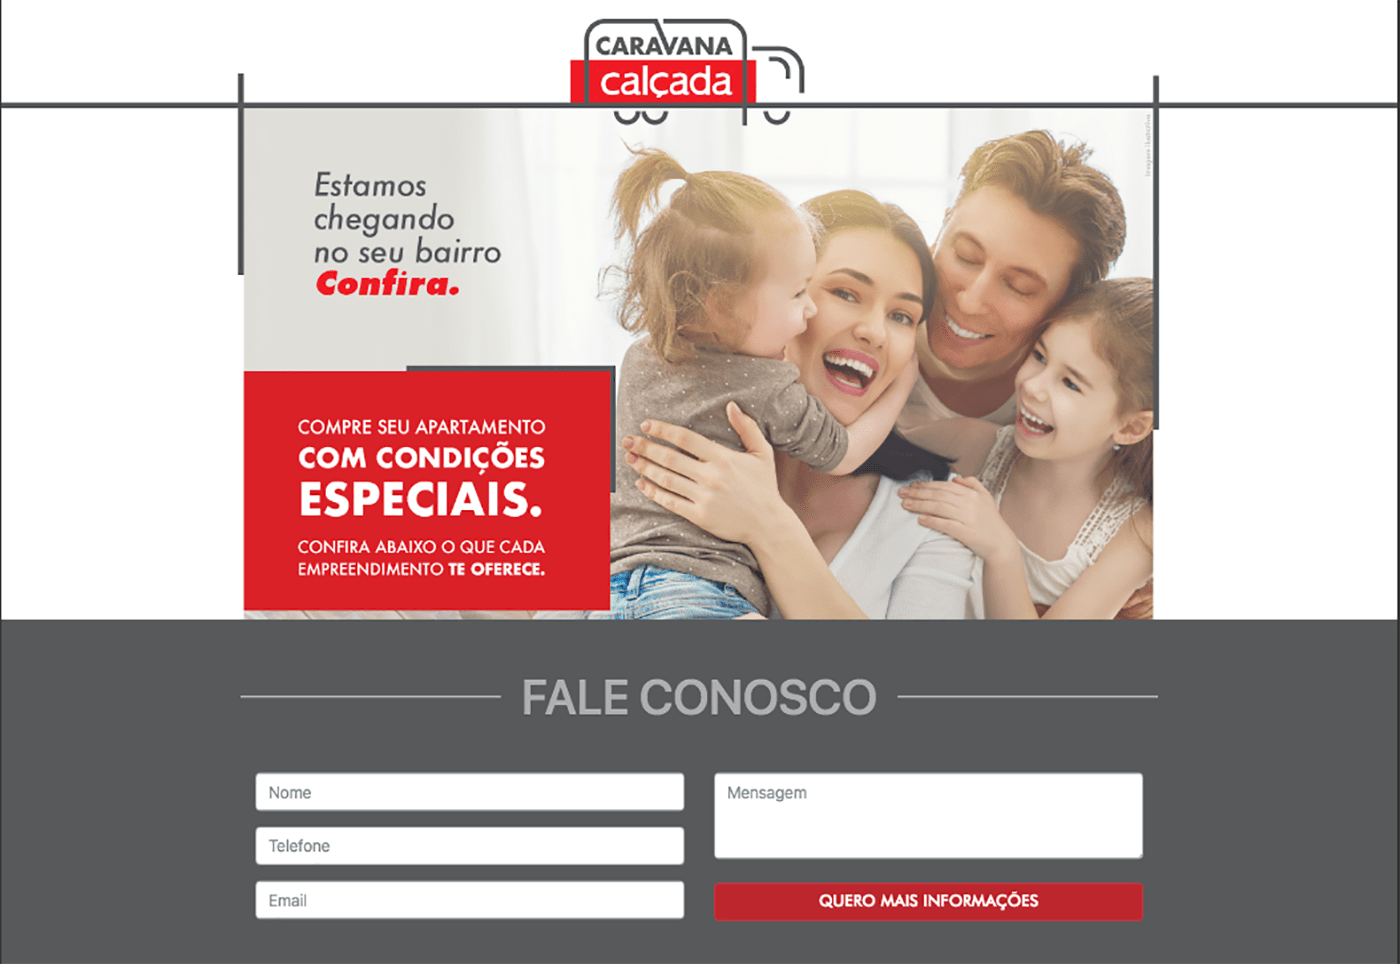 CARAVANA
calçada
Imagem ilustrativa
Estamos
chegando
no seu bairro
Confira.
COMPRE SEU APARTAMENTO
COM CONDIÇÕES
ESPECIAIS.
CONFIRA ABAIXO O QUE CADA
EMPREENDIMENTO TE OFERECE.
FALE CONOSCO
Nome
Mensagem
Telefone
Email
QUERO MAIS INFORMAÇÕES